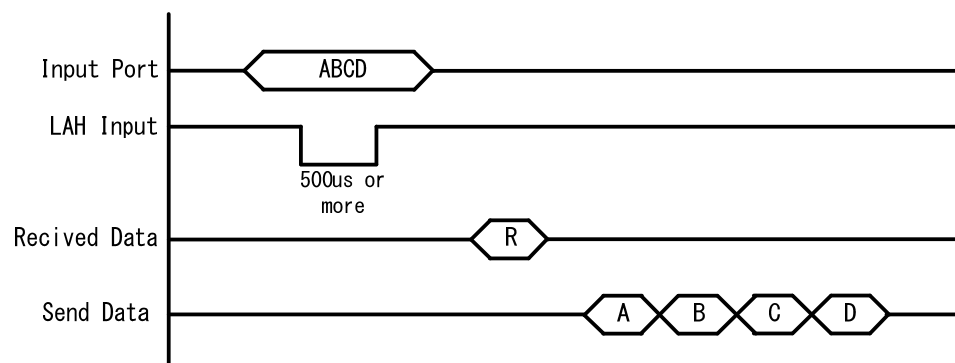 Input Port
ABCD
LAH Input
500us or
more
Recived Data
R
Send Data
A B C D